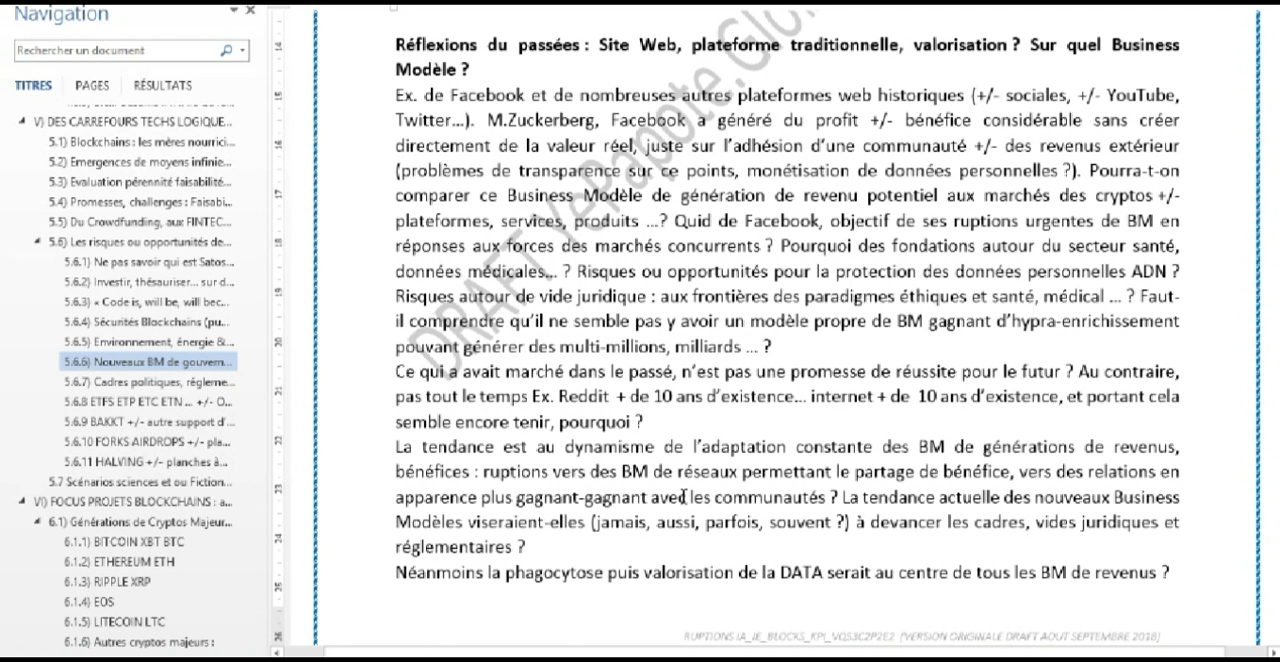 Navigation
Rechercher un document
TITRES PAGES RÉSULTATS
V) DES CARREFOURS TECHS LOGIQUE...
5.1) Blockchains : les mères nourrici...
5.2) Emergences de moyens infinie...
5.3) Evaluation pérennité faisabilité...
5.4) Promesses, challenges : Faisabi...
5.5) Du Crowdfunding, aux FINTEC...
5.6) Les risques ou opportunités de...
5.6.1) Ne pas savoir qui est Satos...
5.6.2) Investir, thésauriser... sur d...
5.6.3) « Code is, will be, will bec...
5.6.4) Sécurités Blockchains (pu...
5.6.5) Environnement, énergie &...
5.6.6) Nouveaux BM de gouvern...
5.6.7) Cadres politiques, régleme...
5.6.8 ETFS ETP ETC ETN ... +/- O...
5.6.9 BAKKT +/- autre support d'...
5.6.10 FORKS AIRDROPS +/- pla...
5.6.11 HALVING +/- planches à...
5.7 Scénarios sciences et ou Fiction...
VI) FOCUS PROJETS BLOCKCHAINS : a...
6.1) Générations de Cryptos Majeur...
6.1.1) BITCOIN XBT BTC
6.1.2) ETHEREUM ETH
6.1.3) RIPPLE XRP
6.1.4) EOS
6.1.5) LITECOIN LTC
6.1.6) Autres cryptos majeurs :
14
15
16
17
18
19
20
21
22
23
24
25
26
Réflexions du passées : Site Web, plateforme traditionnelle, valorisation ? Sur quel Business
Modèle ?
Ex. de Facebook et de nombreuses autres plateformes web historiques (+/- sociales, +/- YouTube,
Twitter...). M.Zuckerberg, Facebook a généré du profit +/- bénéfice considérable sans créer
directement de la valeur réel, juste sur l'adhésion d'une communauté +/- des revenus extérieur
(problèmes de transparence sur ce points, monétisation de données personnelles ?). Pourra-t-on
comparer ce Business Modèle de génération de revenu potentiel aux marchés des cryptos +/-
plateformes, services, produits ...? Quid de Facebook, objectif de ses ruptions urgentes de BM en
réponses aux forces des marchés concurrents ? Pourquoi des fondations autour du secteur santé,
données médicales... ? Risques ou opportunités pour la protection des données personnelles ADN ?
Risques autour de vide juridique : aux frontières des paradigmes éthiques et santé, médical ... ? Faut-
il comprendre qu'il ne semble pas y avoir un modèle propre de BM gagnant d'hypra-enrichissement
pouvant générer des multi-millions, milliards ... ?
Ce qui a avait marché dans le passé, n'est pas une promesse de réussite pour le futur ? Au contraire,
pas tout le temps Ex. Reddit + de 10 ans d'existence... internet + de 10 ans d'existence, et portant cela
semble encore tenir, pourquoi ?
La tendance est au dynamisme de l'adaptation constante des BM de générations de revenus,
bénéfices : ruptions vers des BM de réseaux permettant le partage de bénéfice, vers des relations en
apparence plus gagnant-gagnant avec les communautés ? La tendance actuelle des nouveaux Business
Modèles viseraient-elles (jamais, aussi, parfois, souvent ?) à devancer les cadres, vides juridiques et
réglementaires ?
Néanmoins la phagocytose puis valorisation de la DATA serait au centre de tous les BM de revenus ?
RUPTIONS IA_IE_BLOCKS_KPI_VQS3C2P2E2 (VERSION ORIGINALE DRAFT AOUT SEPTEMBRE 2018)